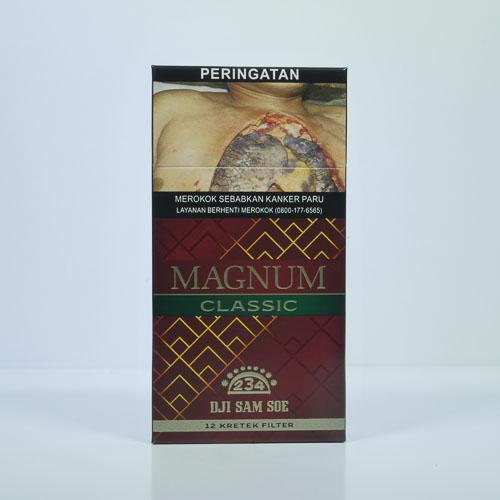 PERINGATAN
MEROKOK SEBABKAN KANKER PARU
LAYANAN BERHENTI MEROKOK (0800-177-6565)
MAGNUM
CLASSIC
234
DJI SAM SOE
12 KRETEK FILTER